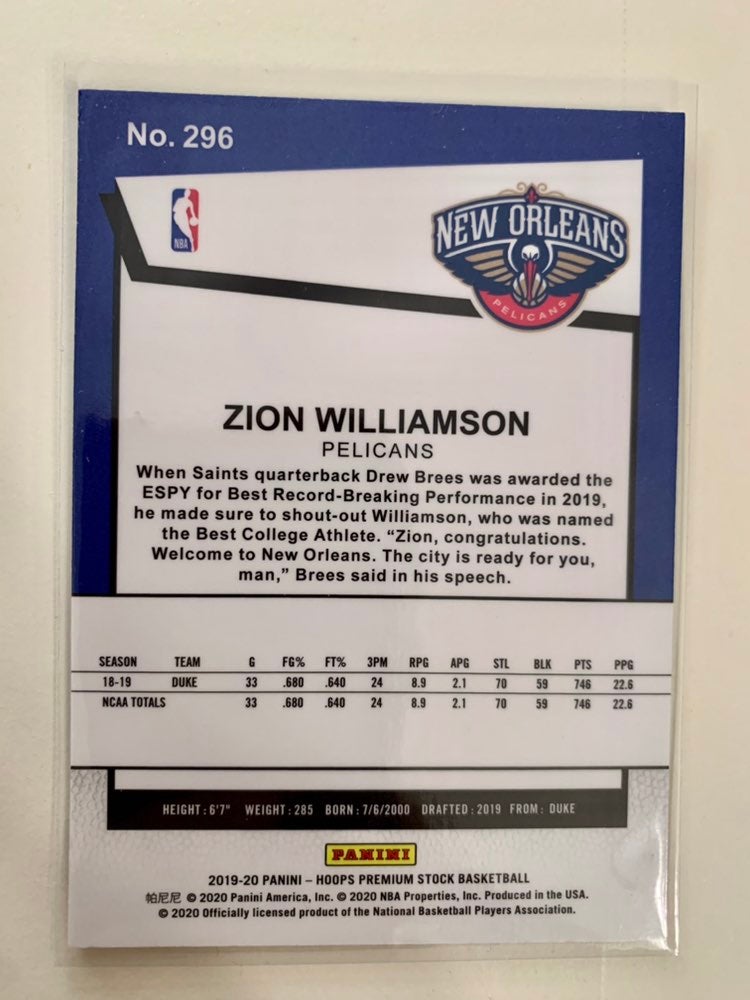 No. 296
NBA
NEW ORLEANS
PELICANS
ZION WILLIAMSON
PELICANS
When Saints quarterback Drew Brees was awarded the
ESPY for Best Record-Breaking Performance in 2019,
he made sure to shout-out Williamson, who was named
the Best College Athlete. “Zion, congratulations.
Welcome to New Orleans. The city is ready for you,
man,” Brees said in his speech.
SEASON TEAM G FG% FT% 3PM RPG APG STL BLK PTS PPG
18-19 DUKE 33 .680 .640 24 8.9 2.1 70 59 746 22.6
NCAA TOTALS 33 .680 .640 24 8.9 2.1 70 59 746 22.6
HEIGHT: 6'7" WEIGHT: 285 BORN: 7/6/2000 DRAFTED: 2019 FROM: DUKE
PANINI
2019-20 PANINI – HOOPS PREMIUM STOCK BASKETBALL
帕尼尼 © 2020 Panini America, Inc. © 2020 NBA Properties, Inc. Produced in the USA.
© 2020 Officially licensed product of the National Basketball Players Association.